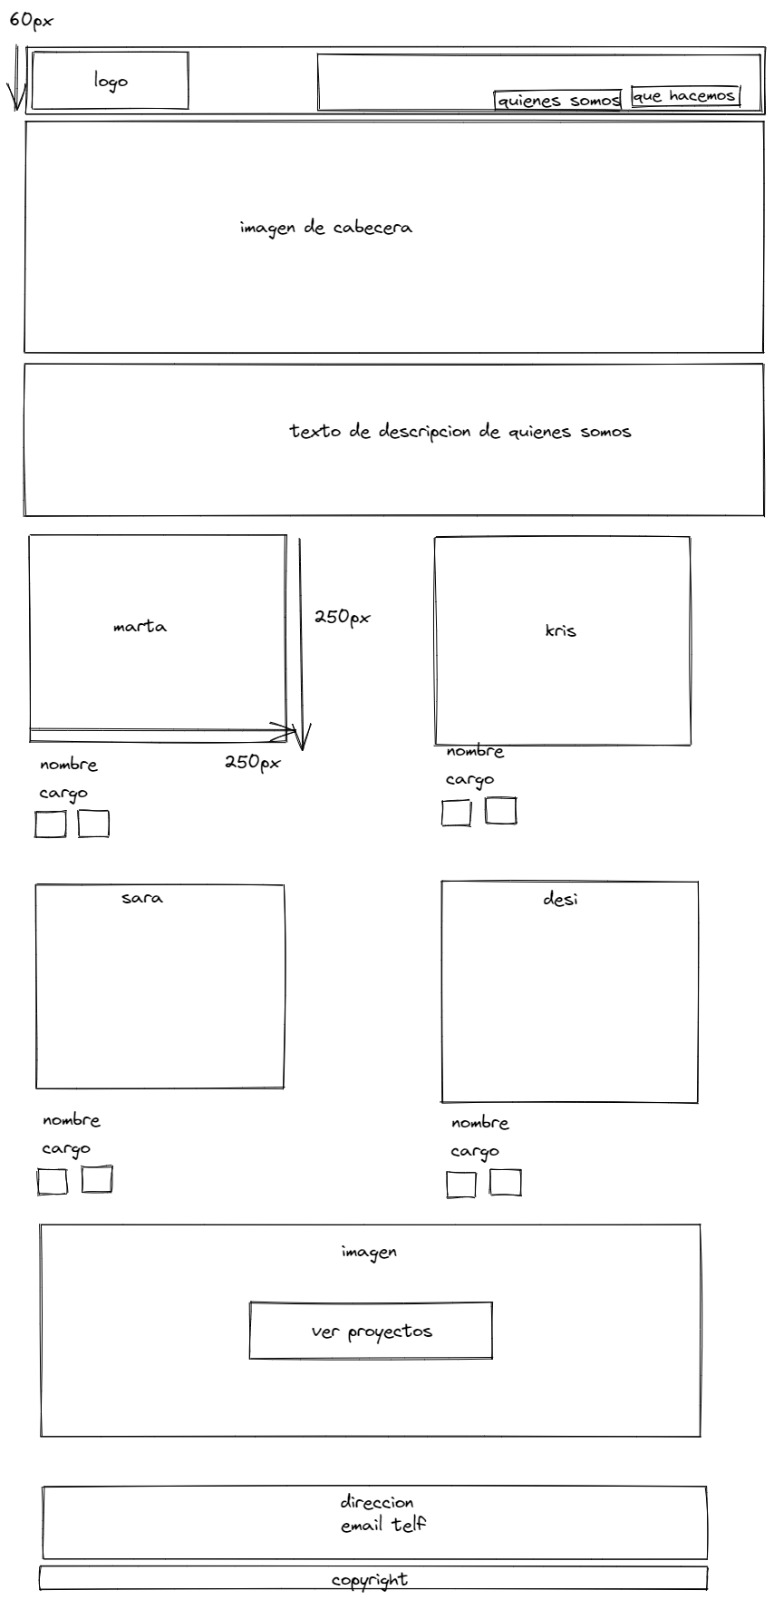 60px
logo
quienes somos
que hacemos
imagen de cabecera
texto de descripcion de quienes somos
marta
250px
kris
nombre
250px
cargo
nombre
cargo
sara
desi
nombre
cargo
nombre
cargo
imagen
ver proyectos
direccion
email telf
copyright